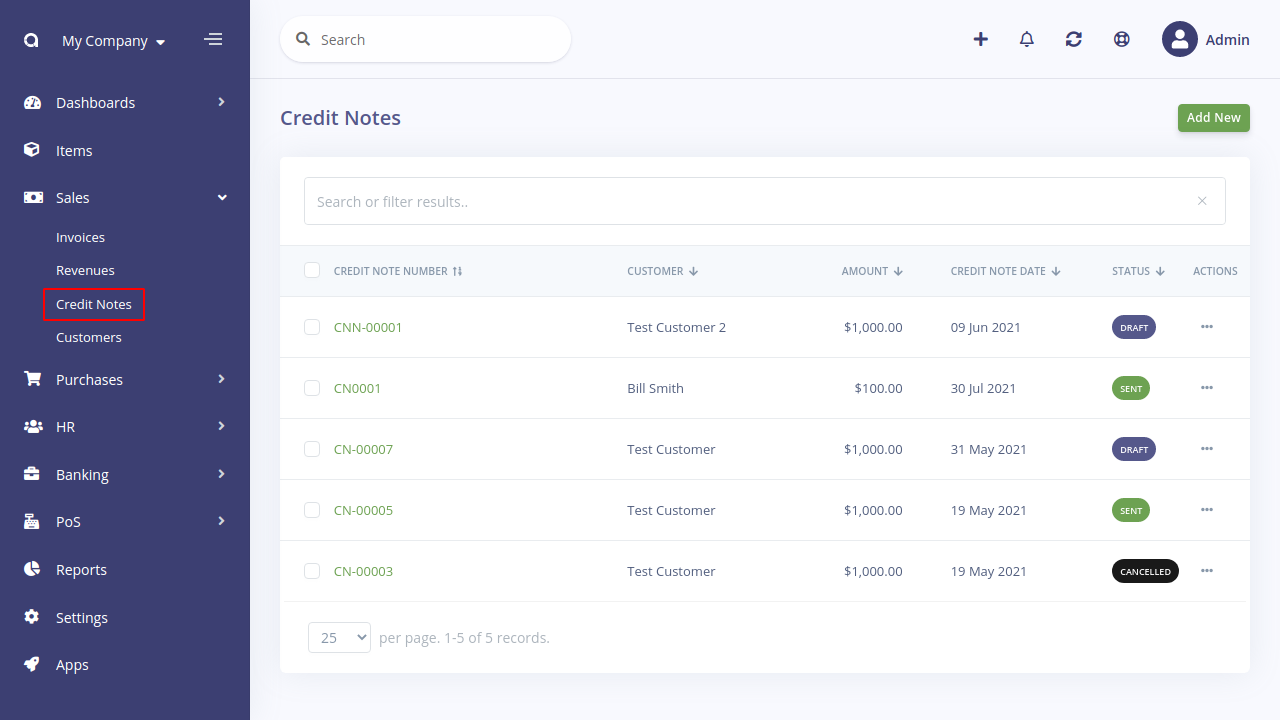 My Company
Search
Admin
Dashboards
Items
Sales
Invoices
Revenues
Credit Notes
Customers
Purchases
HR
Banking
PoS
Reports
Settings
Apps
Credit Notes
Add New
Search or filter results..
CREDIT NOTE NUMBER CUSTOMER AMOUNT CREDIT NOTE DATE STATUS ACTIONS
CNN-00001 Test Customer 2 $1,000.00 09 Jun 2021 DRAFT
CN0001 Bill Smith $100.00 30 Jul 2021 SENT
CN-00007 Test Customer $1,000.00 31 May 2021 DRAFT
CN-00005 Test Customer $1,000.00 19 May 2021 SENT
CN-00003 Test Customer $1,000.00 19 May 2021 CANCELLED
25 per page. 1-5 of 5 records.